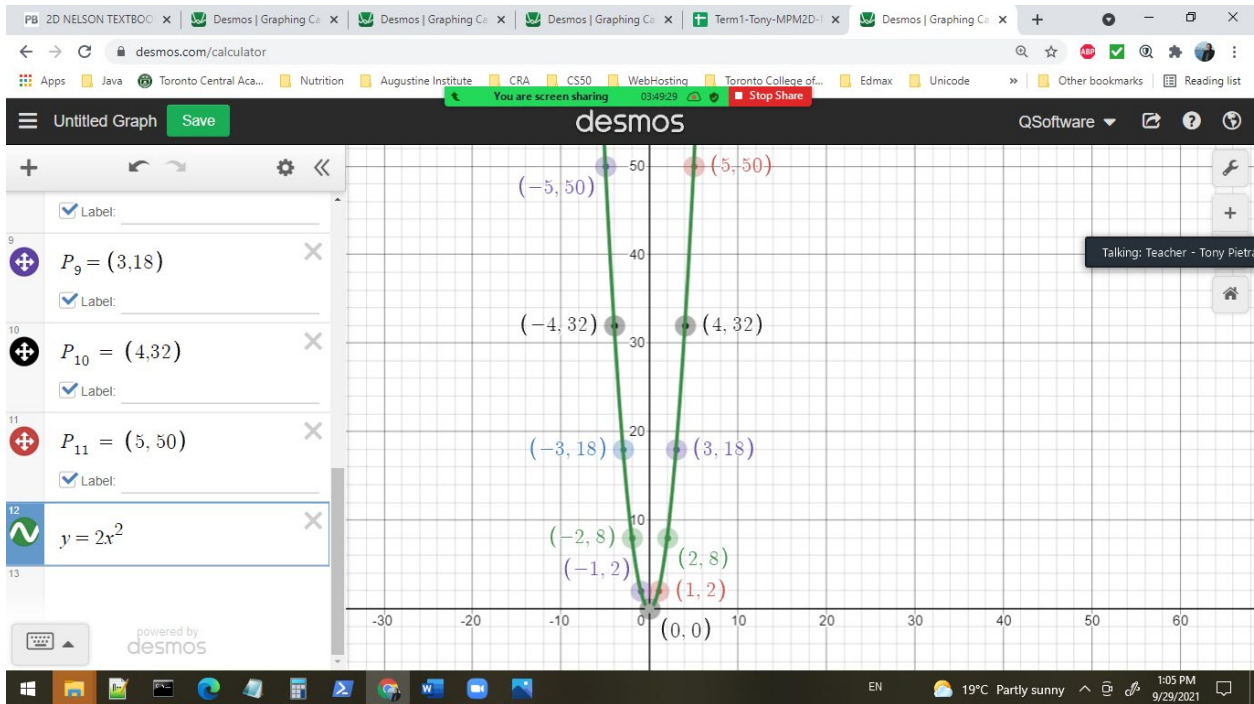 PB 2D NELSON TEXTBOO
Desmos | Graphing Ca
Desmos | Graphing Ca
Desmos | Graphing Ca
Term1-Tony-MPM2D-
Desmos | Graphing Ca
desmos.com/calculator
ABP
Apps
Java
Toronto Central Aca...
Nutrition
Augustine Institute
CRA
CS50
WebHosting
Toronto College of...
Edmax
Unicode
»
Other bookmarks
Reading list
You are screen sharing 03:49:29 Stop Share
Untitled Graph
Save
desmos
QSoftware
Label:
9
P₉ = (3,18)
Label:
10
P₁₀ = (4,32)
Label:
11
P₁₁ = (5, 50)
Label:
12
y = 2x²
13
powered by
desmos
(−5, 50)
50
(5, 50)
40
(−4, 32)
(4, 32)
30
20
(−3, 18)
(3, 18)
10
(−2, 8)
(2, 8)
(−1, 2)
(1, 2)
-30 -20 -10 0 10 20 30 40 50 60
(0, 0)
Talking: Teacher - Tony Pietra
EN
19°C Partly sunny
1:05 PM
9/29/2021